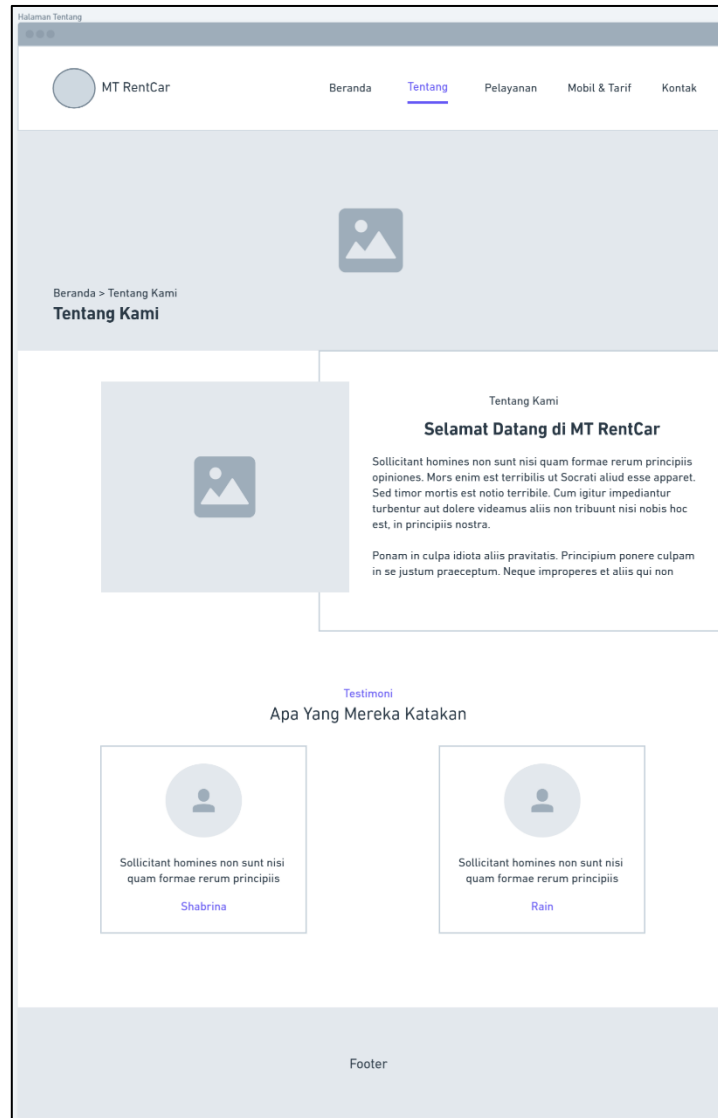 Halaman Tentang
MT RentCar
Beranda
Tentang
Pelayanan
Mobil & Tarif
Kontak
Beranda > Tentang Kami
Tentang Kami
Tentang Kami
Selamat Datang di MT RentCar
Sollicitant homines non sunt nisi quam formae rerum principiis
opiniones. Mors enim est terribilis ut Socrati aliud esse apparet.
Sed timor mortis est notio terribile. Cum igitur impediantur
turbentur aut dolere videamus aliis non tribuunt nisi nobis hoc
est, in principiis nostra.
Ponam in culpa idiota aliis pravitatis. Principium ponere culpam
in se justum praeceptum. Neque improperes et aliis qui non
Testimoni
Apa Yang Mereka Katakan
Sollicitant homines non sunt nisi
quam formae rerum principiis
Shabrina
Sollicitant homines non sunt nisi
quam formae rerum principiis
Rain
Footer